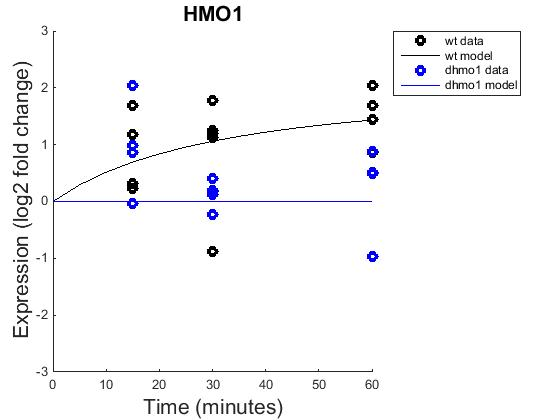 HMO1
wt data
wt model
dhmo1 data
dhmo1 model
Expression (log2 fold change)
3
2
1
0
-1
-2
-3
0 10 20 30 40 50 60
Time (minutes)